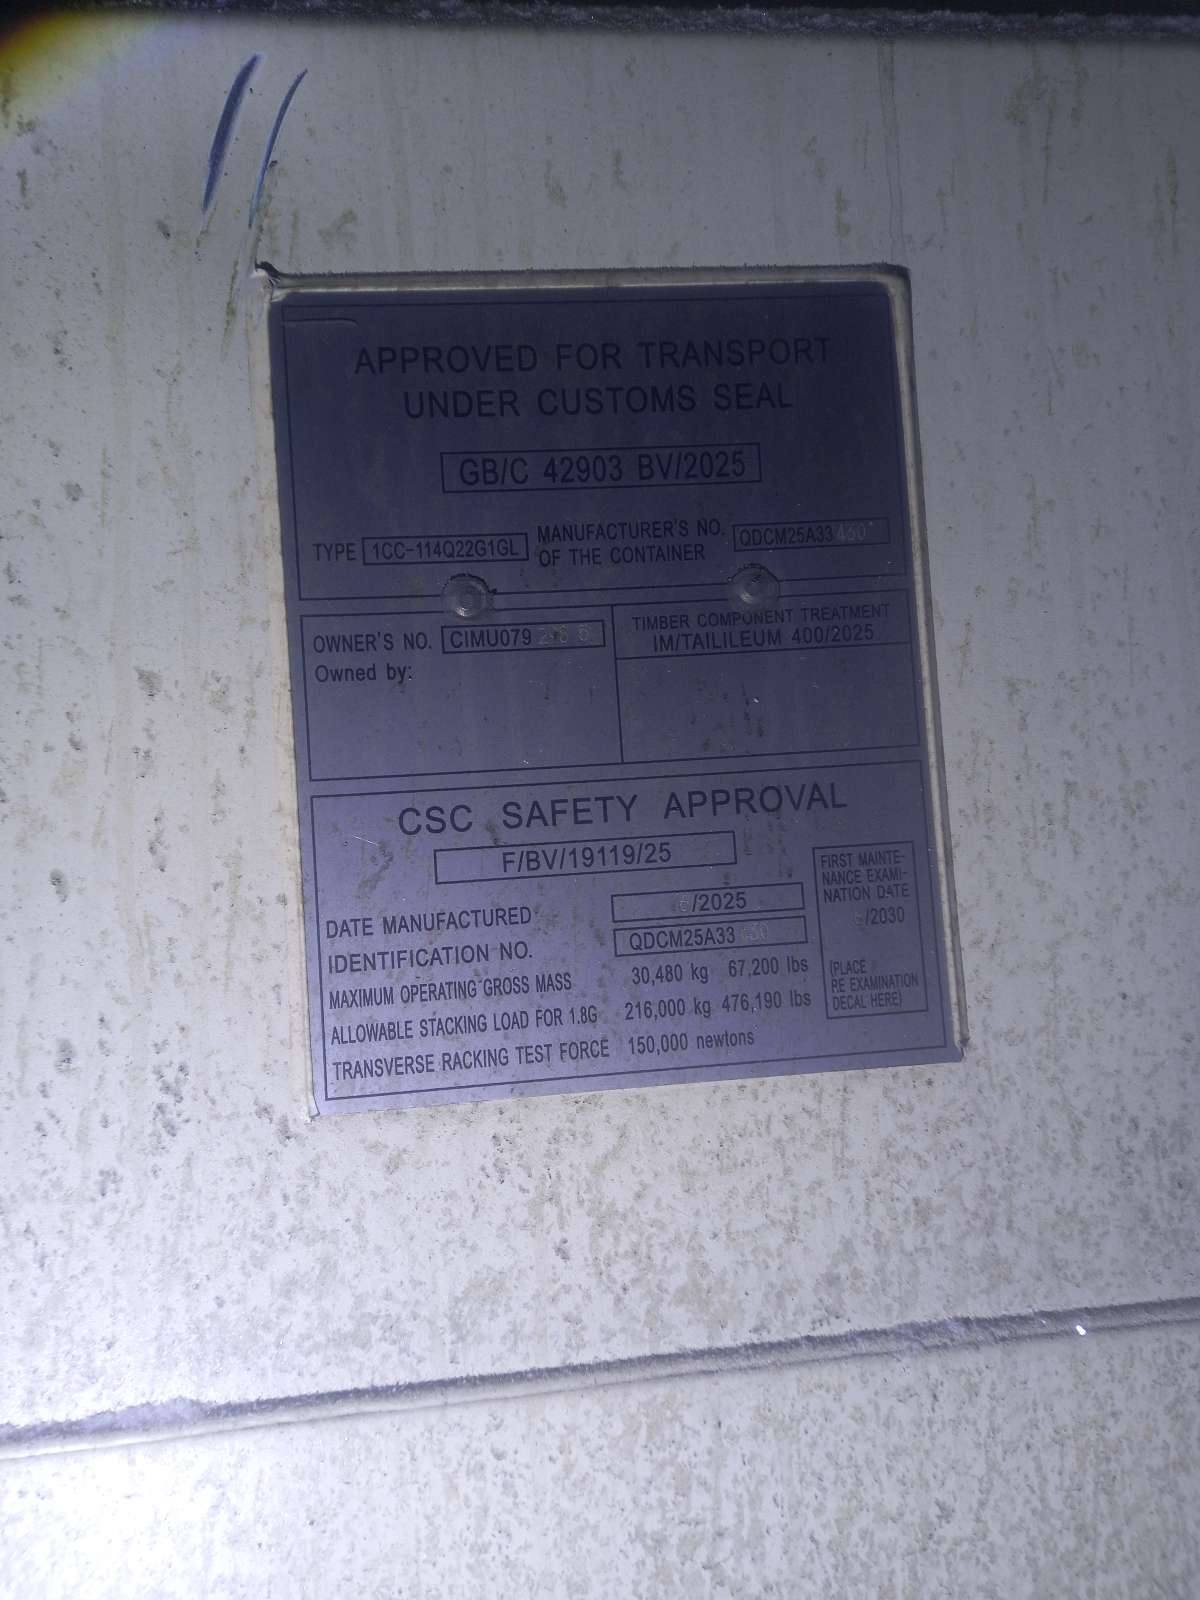 APPROVED FOR TRANSPORT
UNDER CUSTOMS SEAL
GB/C 42903 BV/2025
TYPE 1CC-114Q22G1GL
MANUFACTURER'S NO.
OF THE CONTAINER
QDCM25A33
OWNER'S NO. CIMU079
Owned by:
TIMBER COMPONENT TREATMENT
IM/TAILILEUM 400/2025
CSC SAFETY APPROVAL
F/BV/19119/25
DATE MANUFACTURED /2025
IDENTIFICATION NO. QDCM25A33
MAXIMUM OPERATING GROSS MASS 30,480 kg 67,200 lbs
ALLOWABLE STACKING LOAD FOR 1.8G 216,000 kg 476,190 lbs
TRANSVERSE RACKING TEST FORCE 150,000 newtons
FIRST MAINTE-
NANCE EXAMI-
NATION DATE
/2030
(PLACE
RE EXAMINATION
DECAL HERE)